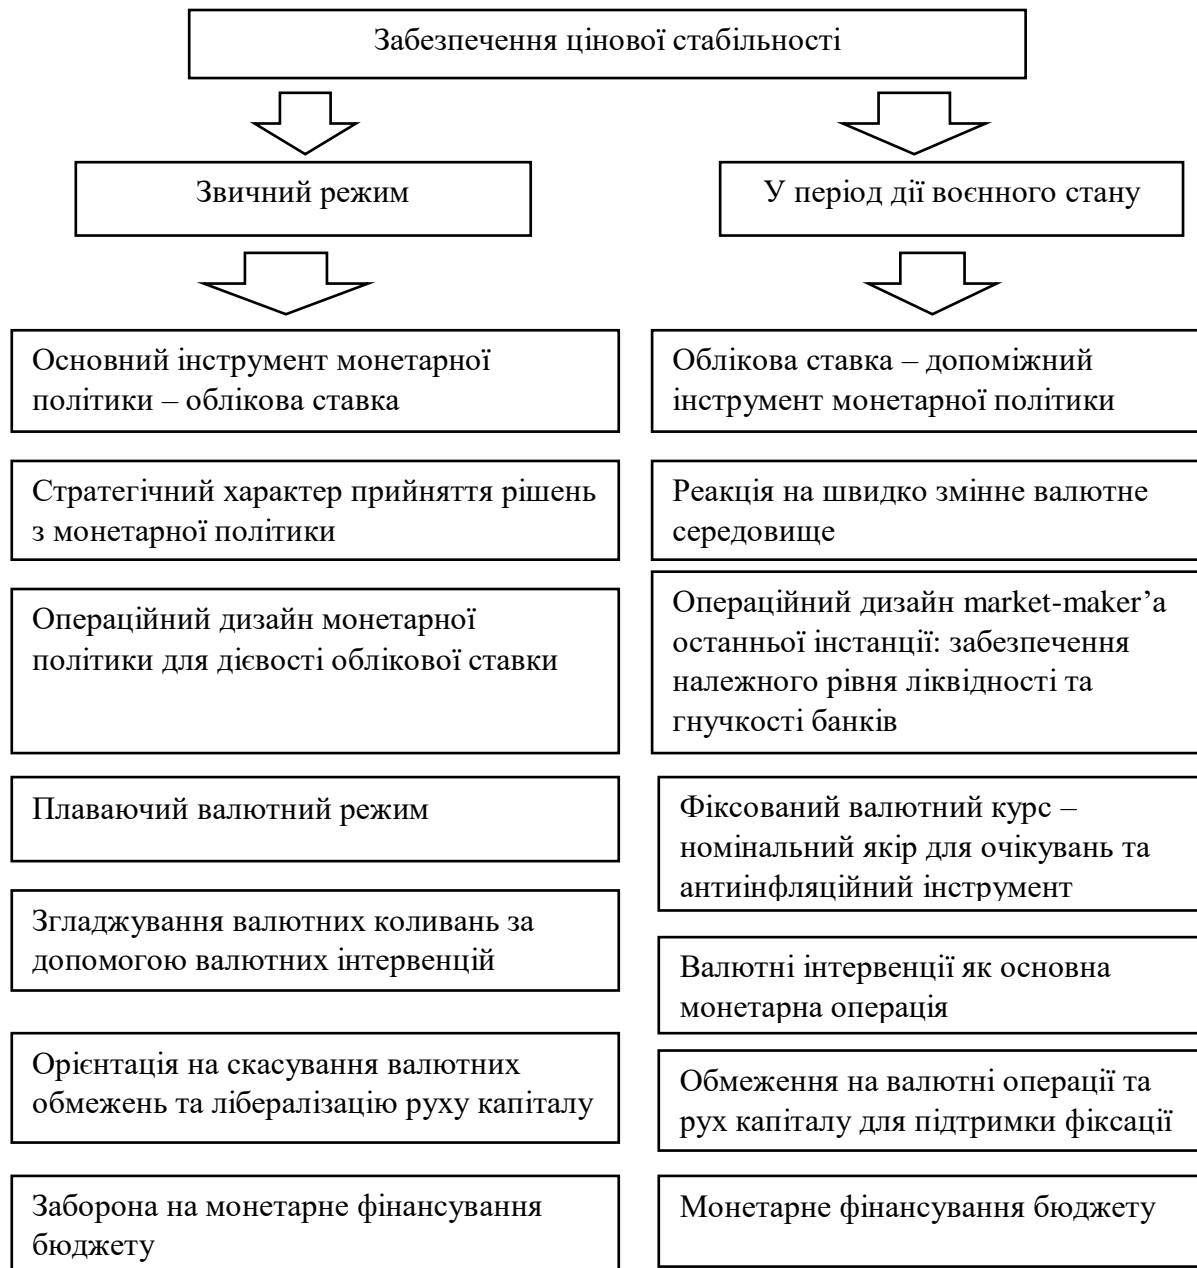 Забезпечення цінової стабільності
Звичний режим
У період дії воєнного стану
Основний інструмент монетарної
політики – облікова ставка
Облікова ставка – допоміжний
інструмент монетарної політики
Стратегічний характер прийняття рішень
з монетарної політики
Реакція на швидко змінне валютне
середовище
Операційний дизайн монетарної
політики для дієвості облікової ставки
Операційний дизайн market-maker’а
останньої інстанції: забезпечення
належного рівня ліквідності та
гнучкості банків
Плаваючий валютний режим
Фіксований валютний курс –
номінальний якір для очікувань та
антиінфляційний інструмент
Згладжування валютних коливань за
допомогою валютних інтервенцій
Валютні інтервенції як основна
монетарна операція
Орієнтація на скасування валютних
обмежень та лібералізацію руху капіталу
Обмеження на валютні операції та
рух капіталу для підтримки фіксації
Заборона на монетарне фінансування
бюджету
Монетарне фінансування бюджету